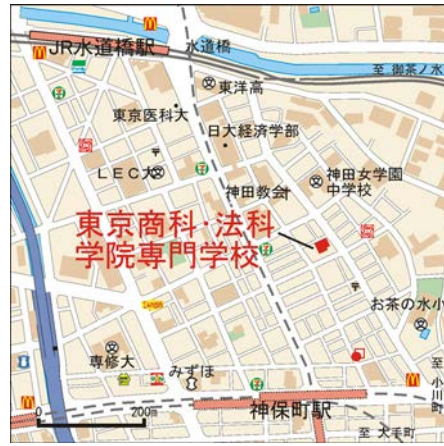 JR水道橋駅
水道橋
至 御茶ノ水
東洋高
東京医科大
日大経済学部
LEC大
神田女学園
中学校
神田教会
東京商科・法科
学院専門学校
お茶の水小
専修大
みずほ
至 小川町
0
200m
神保町駅
至 大手町